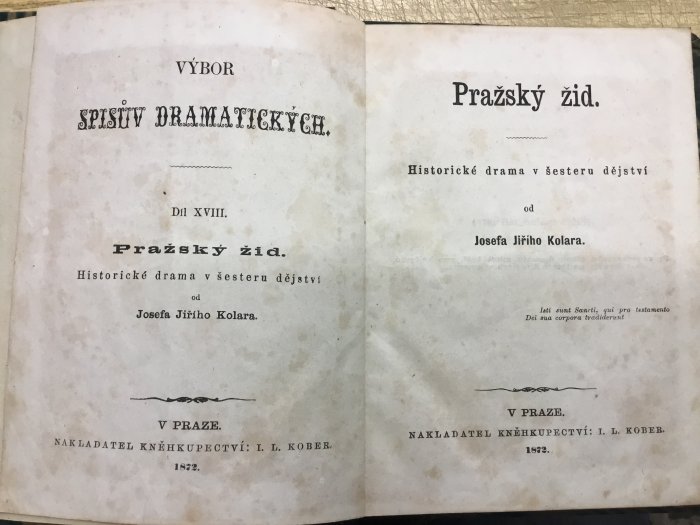 VÝBOR
SPISŮV DRAMATICKÝCH.
Díl XVIII.
Pražský žid.
Historické drama v šesteru dějství
od
Josefa Jiřího Kolara.
V PRAZE.
NAKLADATEL KNĚHKUPECTVÍ: I. L. KOBER.
1872.
Pražský žid.
Historické drama v šesteru dějství
od
Josefa Jiřího Kolara.
Isti sunt Sancti, qui pro testamento
Dei sua corpora tradiderunt
V PRAZE.
NAKLADATEL KNĚHKUPECTVÍ: I. L. KOBER.
1872.